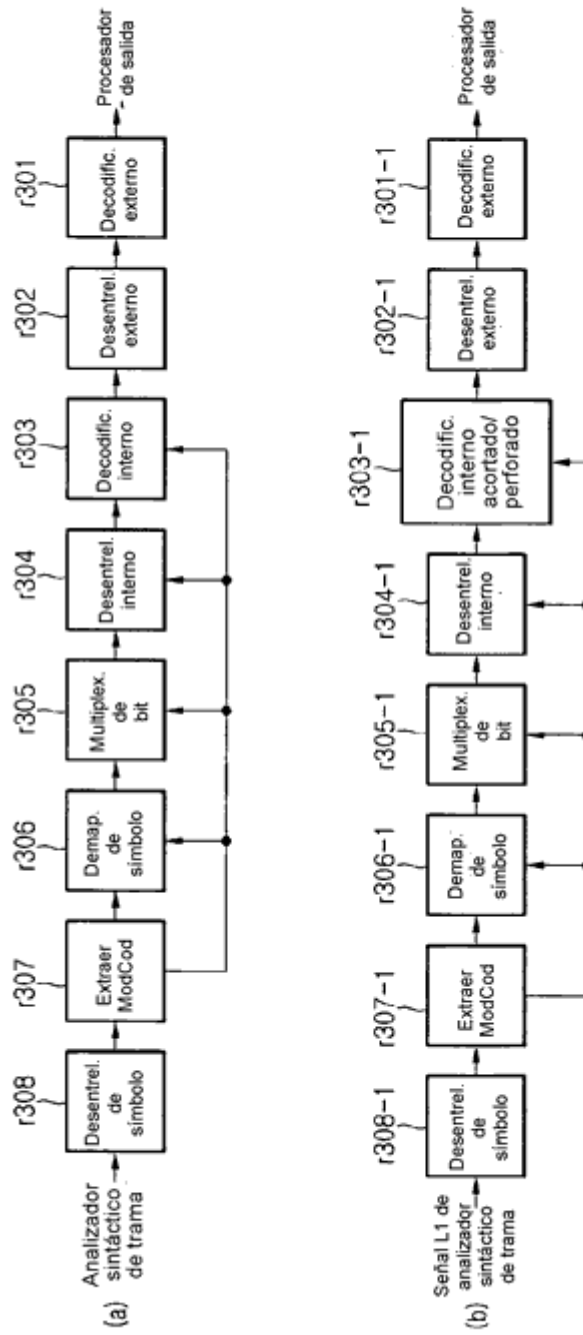 (a)
Analizador
sintáctico
de trama
r308
Desentrel.
de
símbolo
r307
Extraer
ModCod
r306
Demap.
de
símbolo
r305
Multiplex.
de
bit
r304
Desentrel.
interno
r303
Decodific.
interno
r302
Desentrel.
externo
r301
Decodific.
externo
Procesador
de salida
(b)
Señal L1 de
analizador
sintáctico
de trama
r308-1
Desentrel.
de
símbolo
r307-1
Extraer
ModCod
r306-1
Demap.
de
símbolo
r305-1
Multiplex.
de
bit
r304-1
Desentrel.
interno
r303-1
Decodific.
interno
acortado/
perforado
r302-1
Desentrel.
externo
r301-1
Decodific.
externo
Procesador
de salida